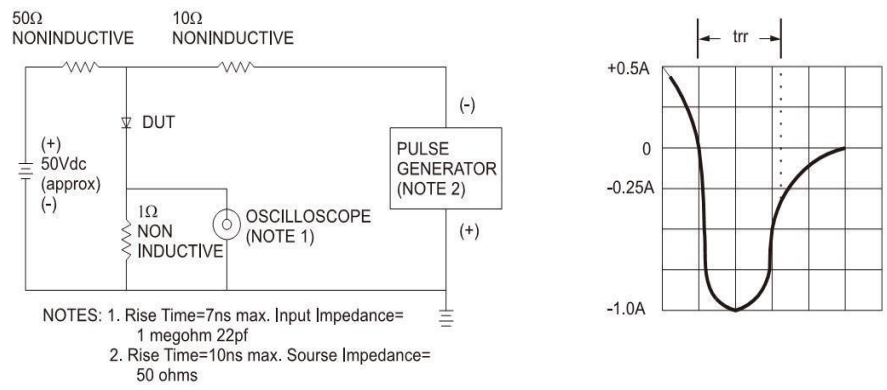 50Ω
NONINDUCTIVE
10Ω
NONINDUCTIVE
DUT
(+)
50Vdc
(approx)
(-)
1Ω
NON
INDUCTIVE
OSCILLOSCOPE
(NOTE 1)
(-)
PULSE
GENERATOR
(NOTE 2)
(+)
NOTES: 1. Rise Time=7ns max. Input Impedance=
1 megohm 22pf
2. Rise Time=10ns max. Sourse Impedance=
50 ohms
trr
+0.5A
0
-0.25A
-1.0A